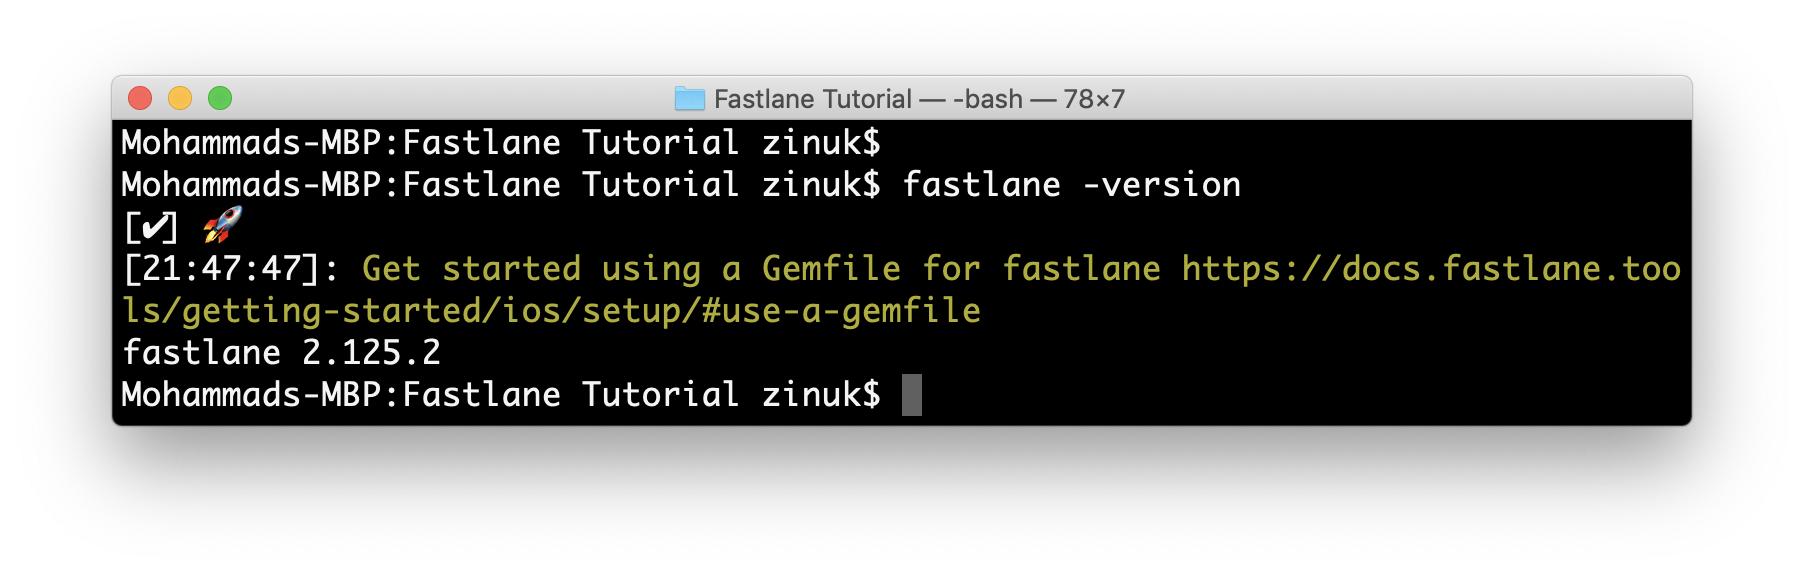 Fastlane Tutorial — -bash — 78×7
Mohammads-MBP:Fastlane Tutorial zinuk$
Mohammads-MBP:Fastlane Tutorial zinuk$ fastlane -version
[✔] 🚀
[21:47:47]: Get started using a Gemfile for fastlane https://docs.fastlane.too
ls/getting-started/ios/setup/#use-a-gemfile
fastlane 2.125.2
Mohammads-MBP:Fastlane Tutorial zinuk$